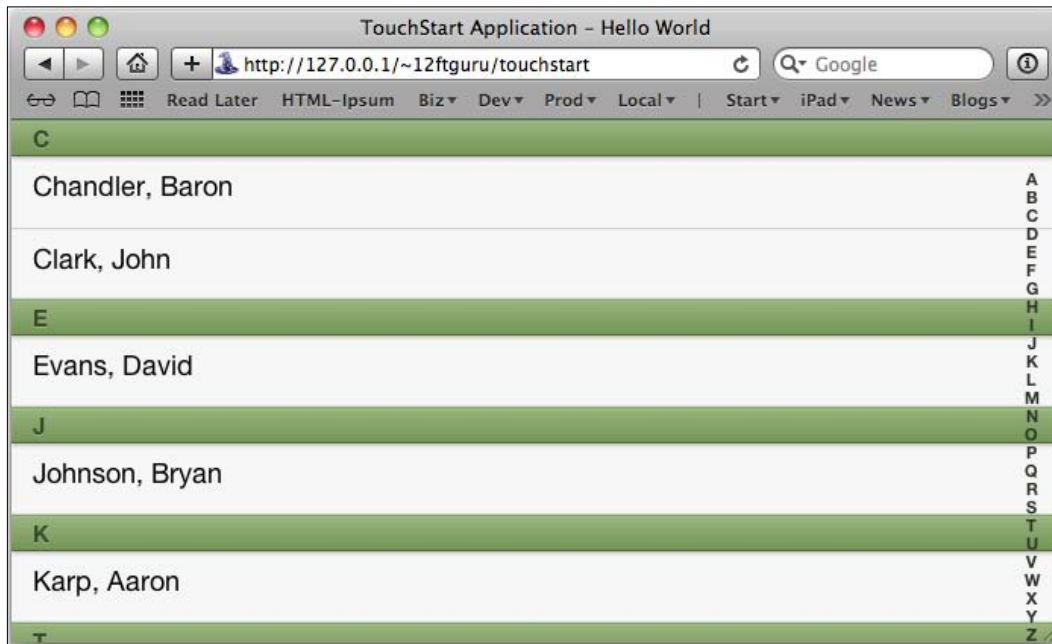 TouchStart Application – Hello World
http://127.0.0.1/~12ftguru/touchstart
Google
Read Later HTML-Ipsum Biz Dev Prod Local | Start iPad News Blogs »
C
Chandler, Baron
Clark, John
E
Evans, David
J
Johnson, Bryan
K
Karp, Aaron
T
A
B
C
D
E
F
G
H
I
J
K
L
M
N
O
P
Q
R
S
T
U
V
W
X
Y
Z